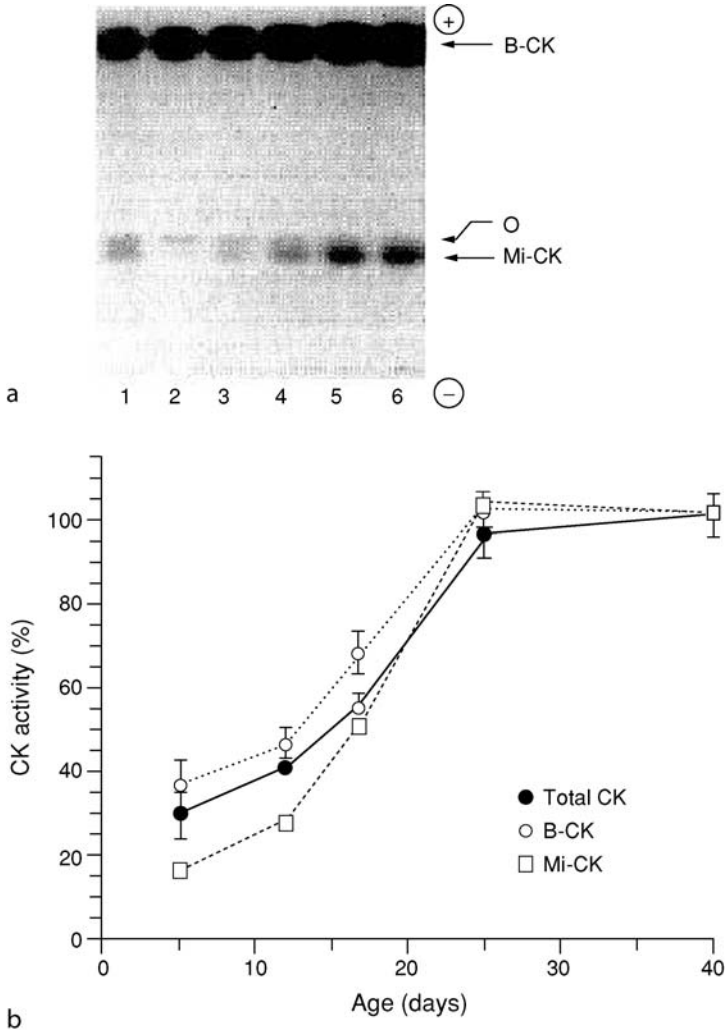 +
B-CK
O
Mi-CK
a
1 2 3 4 5 6 −
100
80
60
40
20
0
CK activity (%)
Total CK
B-CK
Mi-CK
0 10 20 30 40
Age (days)
b